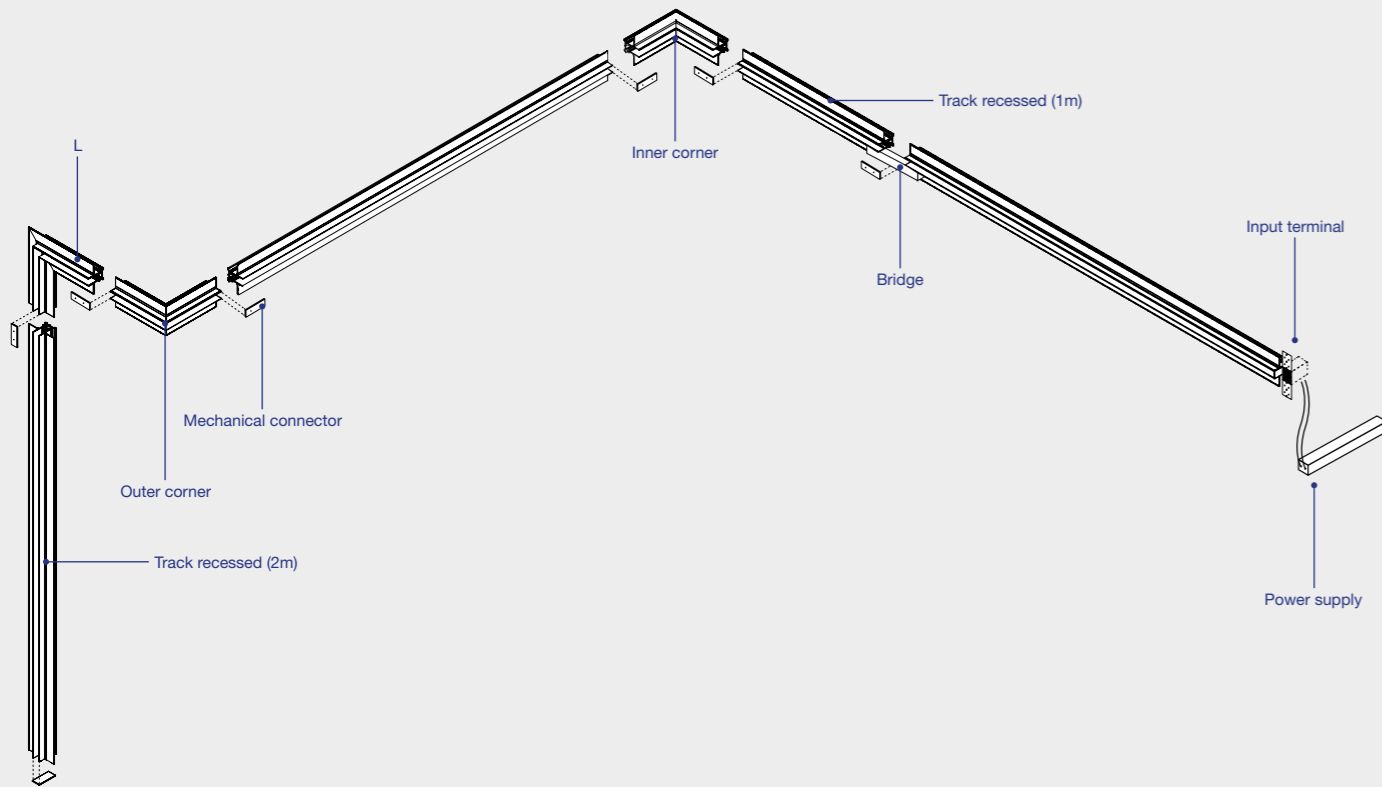 Track recessed (1m)
L
Inner corner
Input terminal
Bridge
Mechanical connector
Outer corner
Track recessed (2m)
Power supply